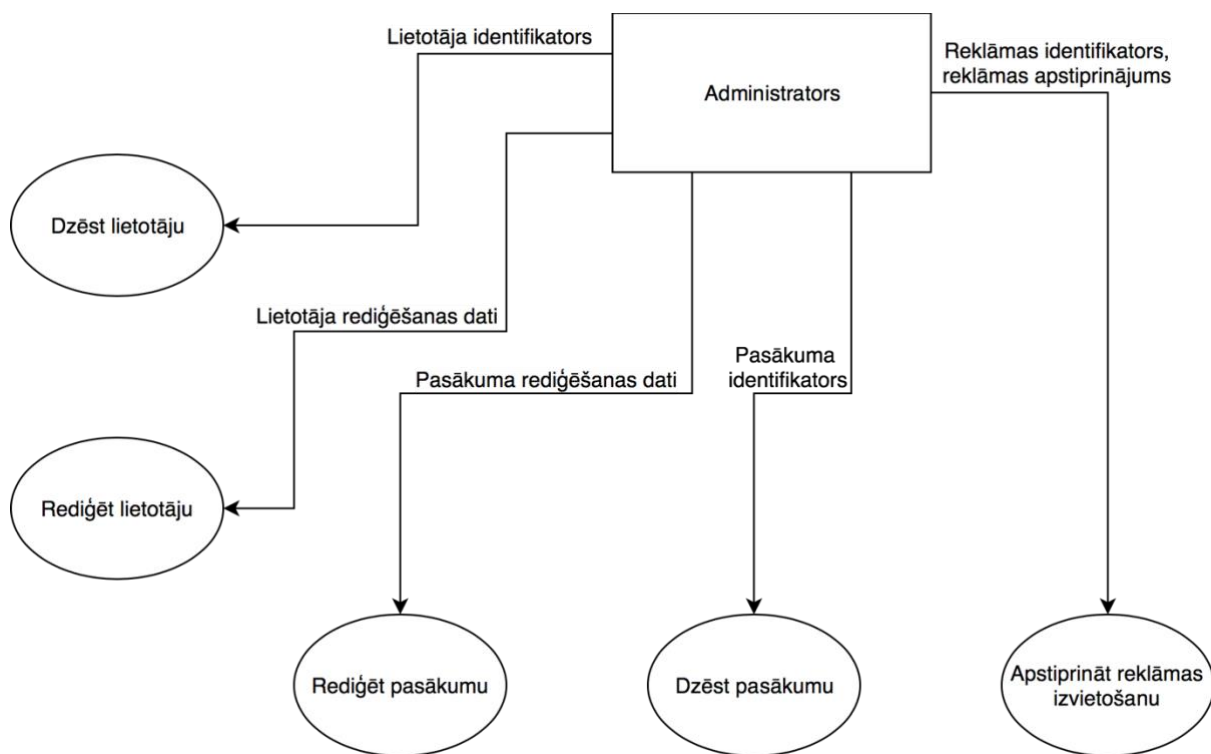 Lietotāja identifikators
Administrators
Reklāmas identifikators,
reklāmas apstiprinājums
Dzēst lietotāju
Lietotāja rediģēšanas dati
Pasākuma rediģēšanas dati
Pasākuma
identifikators
Rediģēt lietotāju
Rediģēt pasākumu
Dzēst pasākumu
Apstiprināt reklāmas
izvietošanu